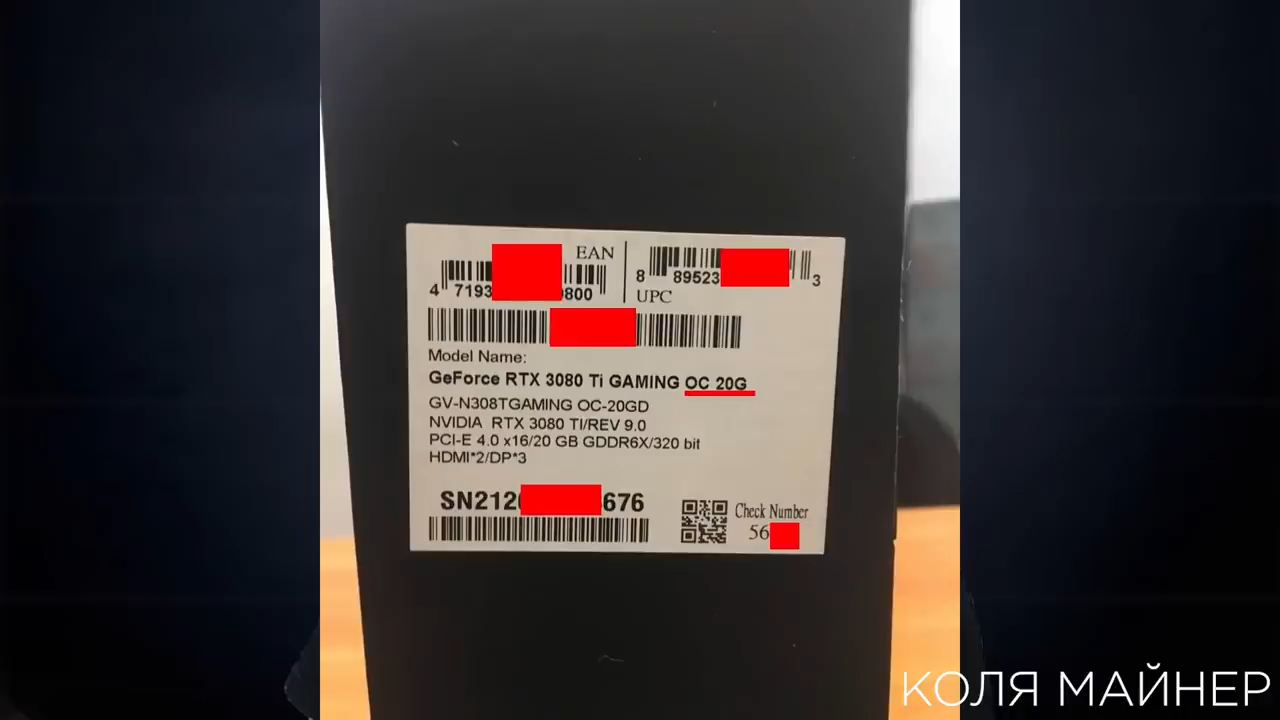 EAN
4 7193 0800
8 89523 3
UPC
Model Name:
GeForce RTX 3080 Ti GAMING OC 20G
GV-N308TGAMING OC-20GD
NVIDIA RTX 3080 TI/REV 9.0
PCI-E 4.0 x16/20 GB GDDR6X/320 bit
HDMI*2/DP*3
SN212 676
Check Number
56
КОЛЯ МАЙНЕР